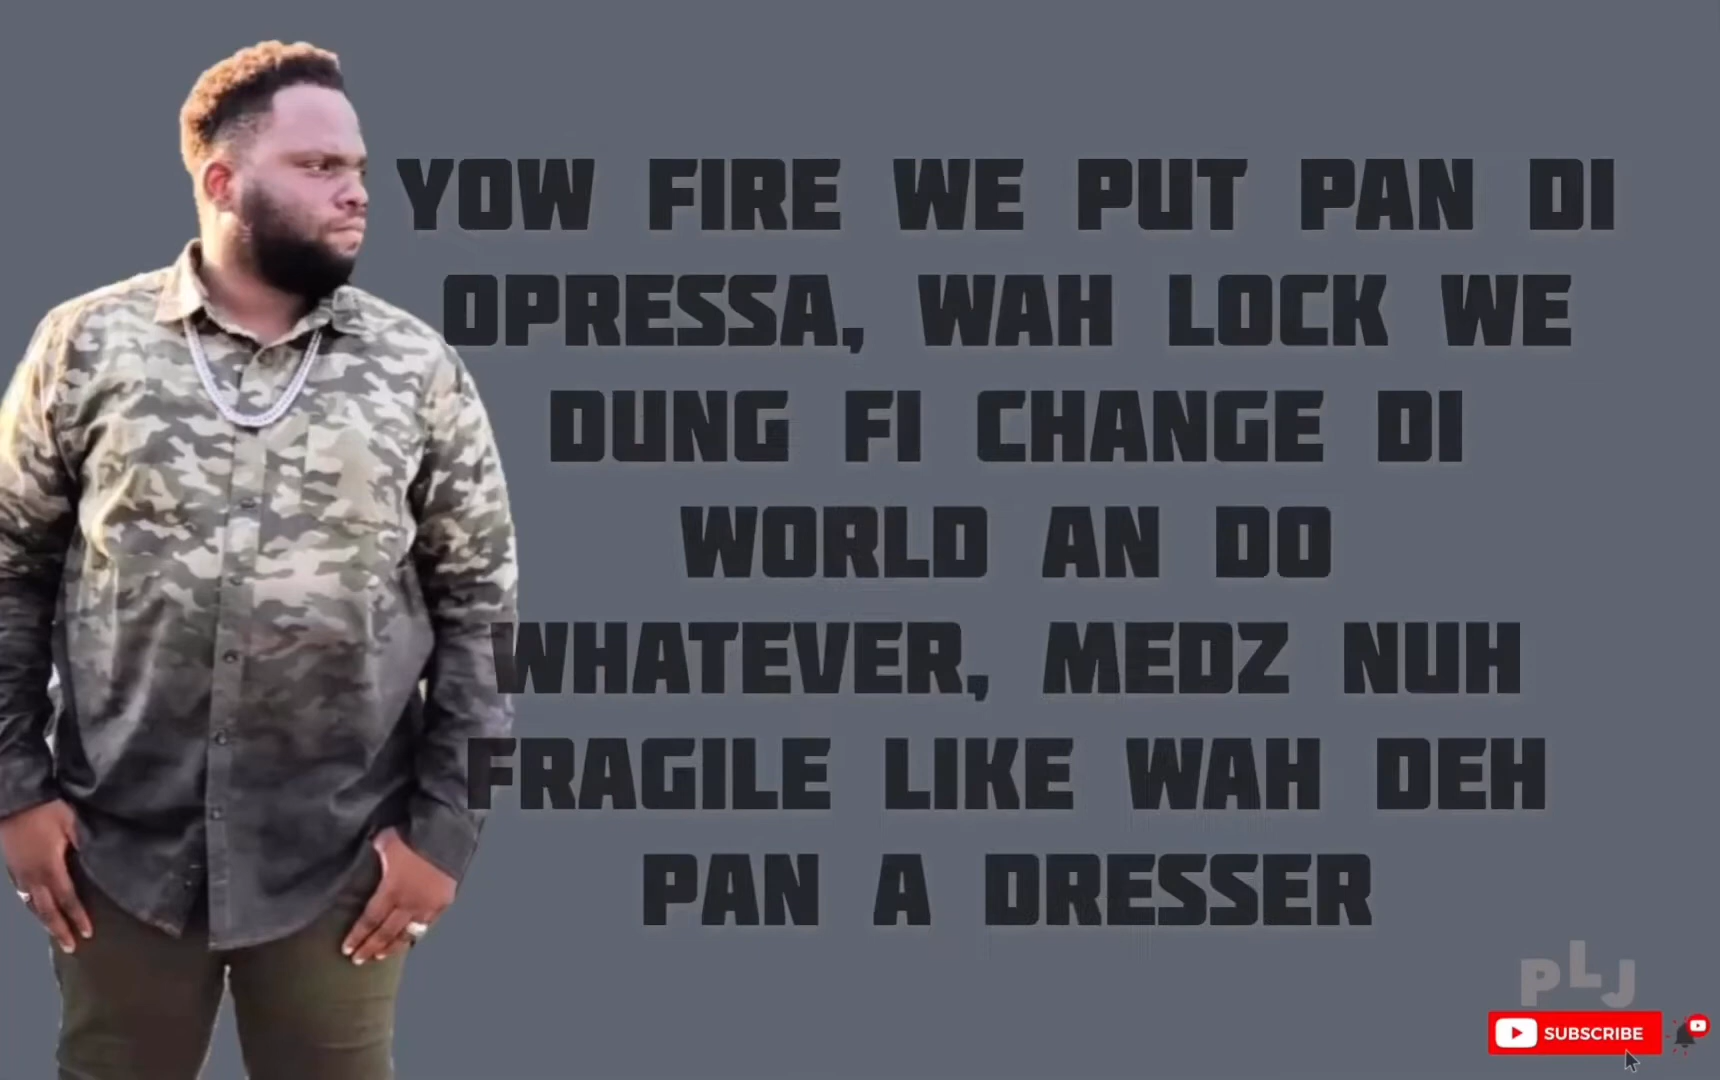 YOW FIRE WE PUT PAN DI
OPRESSA, WAH LOCK WE
DUNG FI CHANGE DI
WORLD AN DO
WHATEVER, MEDZ NUH
FRAGILE LIKE WAH DEH
PAN A DRESSER
PLJ
SUBSCRIBE